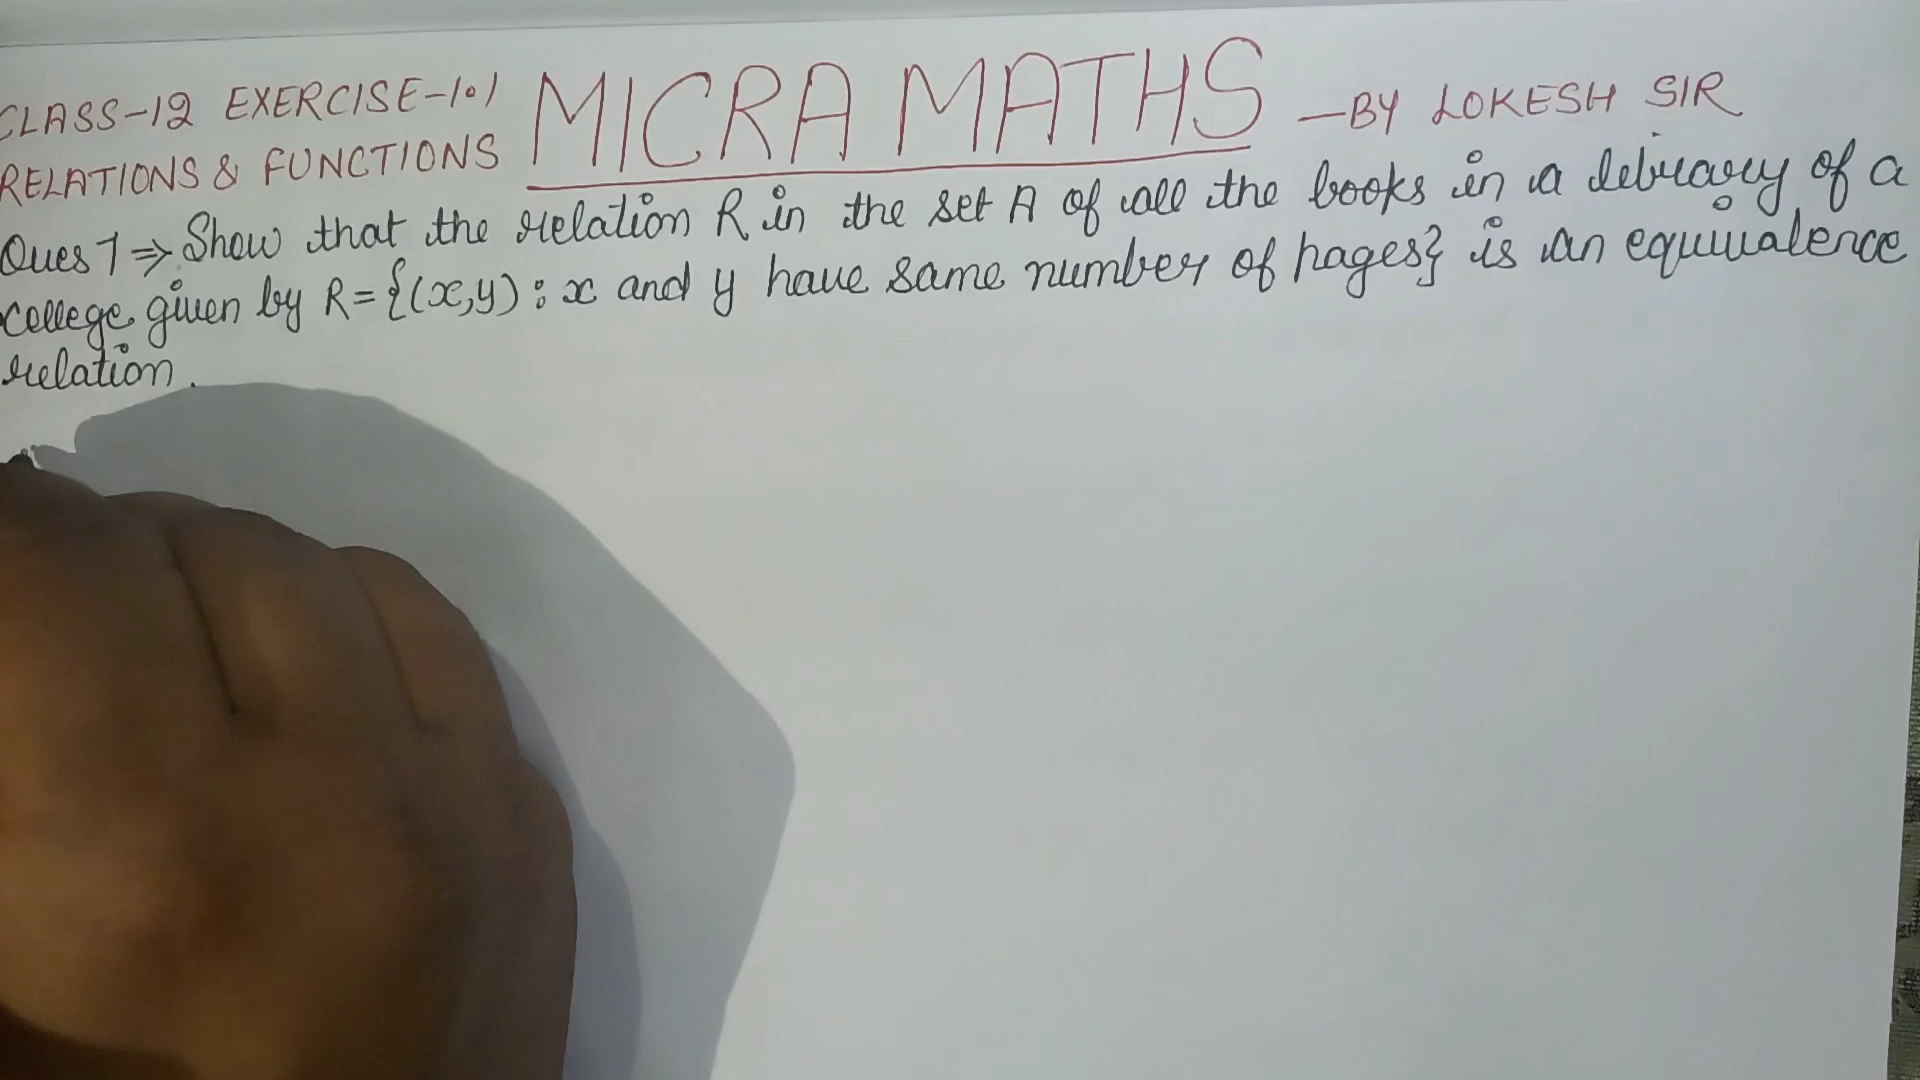 CLASS-12 EXERCISE-1.1
RELATIONS & FUNCTIONS
MICRA MATHS
-BY LOKESH SIR
Ques 7 ⇒ Show that the relation R in the set A of all the books in a library of a
college given by R = {(x,y) : x and y have same number of pages} is an equivalence
relation.